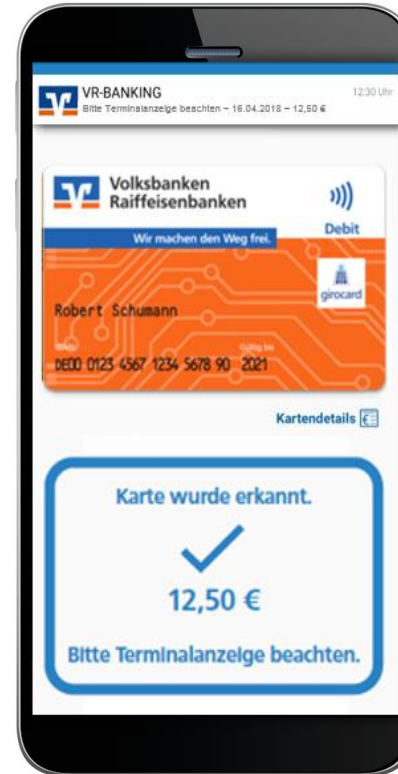 VR-BANKING
12:30 Uhr
Bitte Terminalanzeige beachten – 16.04.2018 – 12,50 €
Volksbanken
Raiffeisenbanken
Debit
Wir machen den Weg frei.
girocard
Robert Schumann
IBAN
Gültig bis
DE00 0123 4567 1234 5678 90 2021
Kartendetails
Karte wurde erkannt.
12,50 €
Bitte Terminalanzeige beachten.